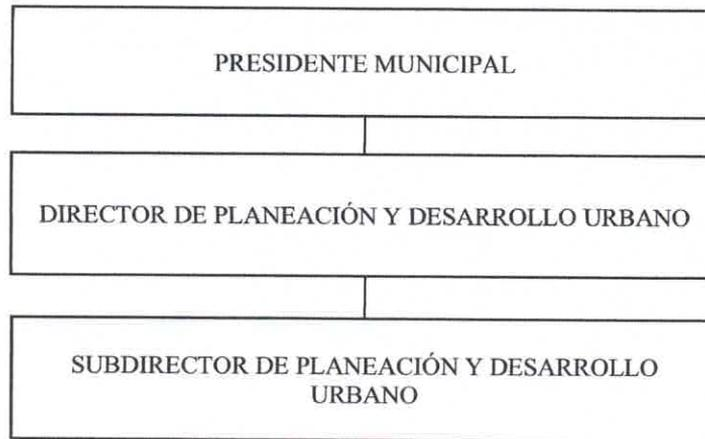 PRESIDENTE MUNICIPAL
DIRECTOR DE PLANEACIÓN Y DESARROLLO URBANO
SUBDIRECTOR DE PLANEACIÓN Y DESARROLLO
URBANO